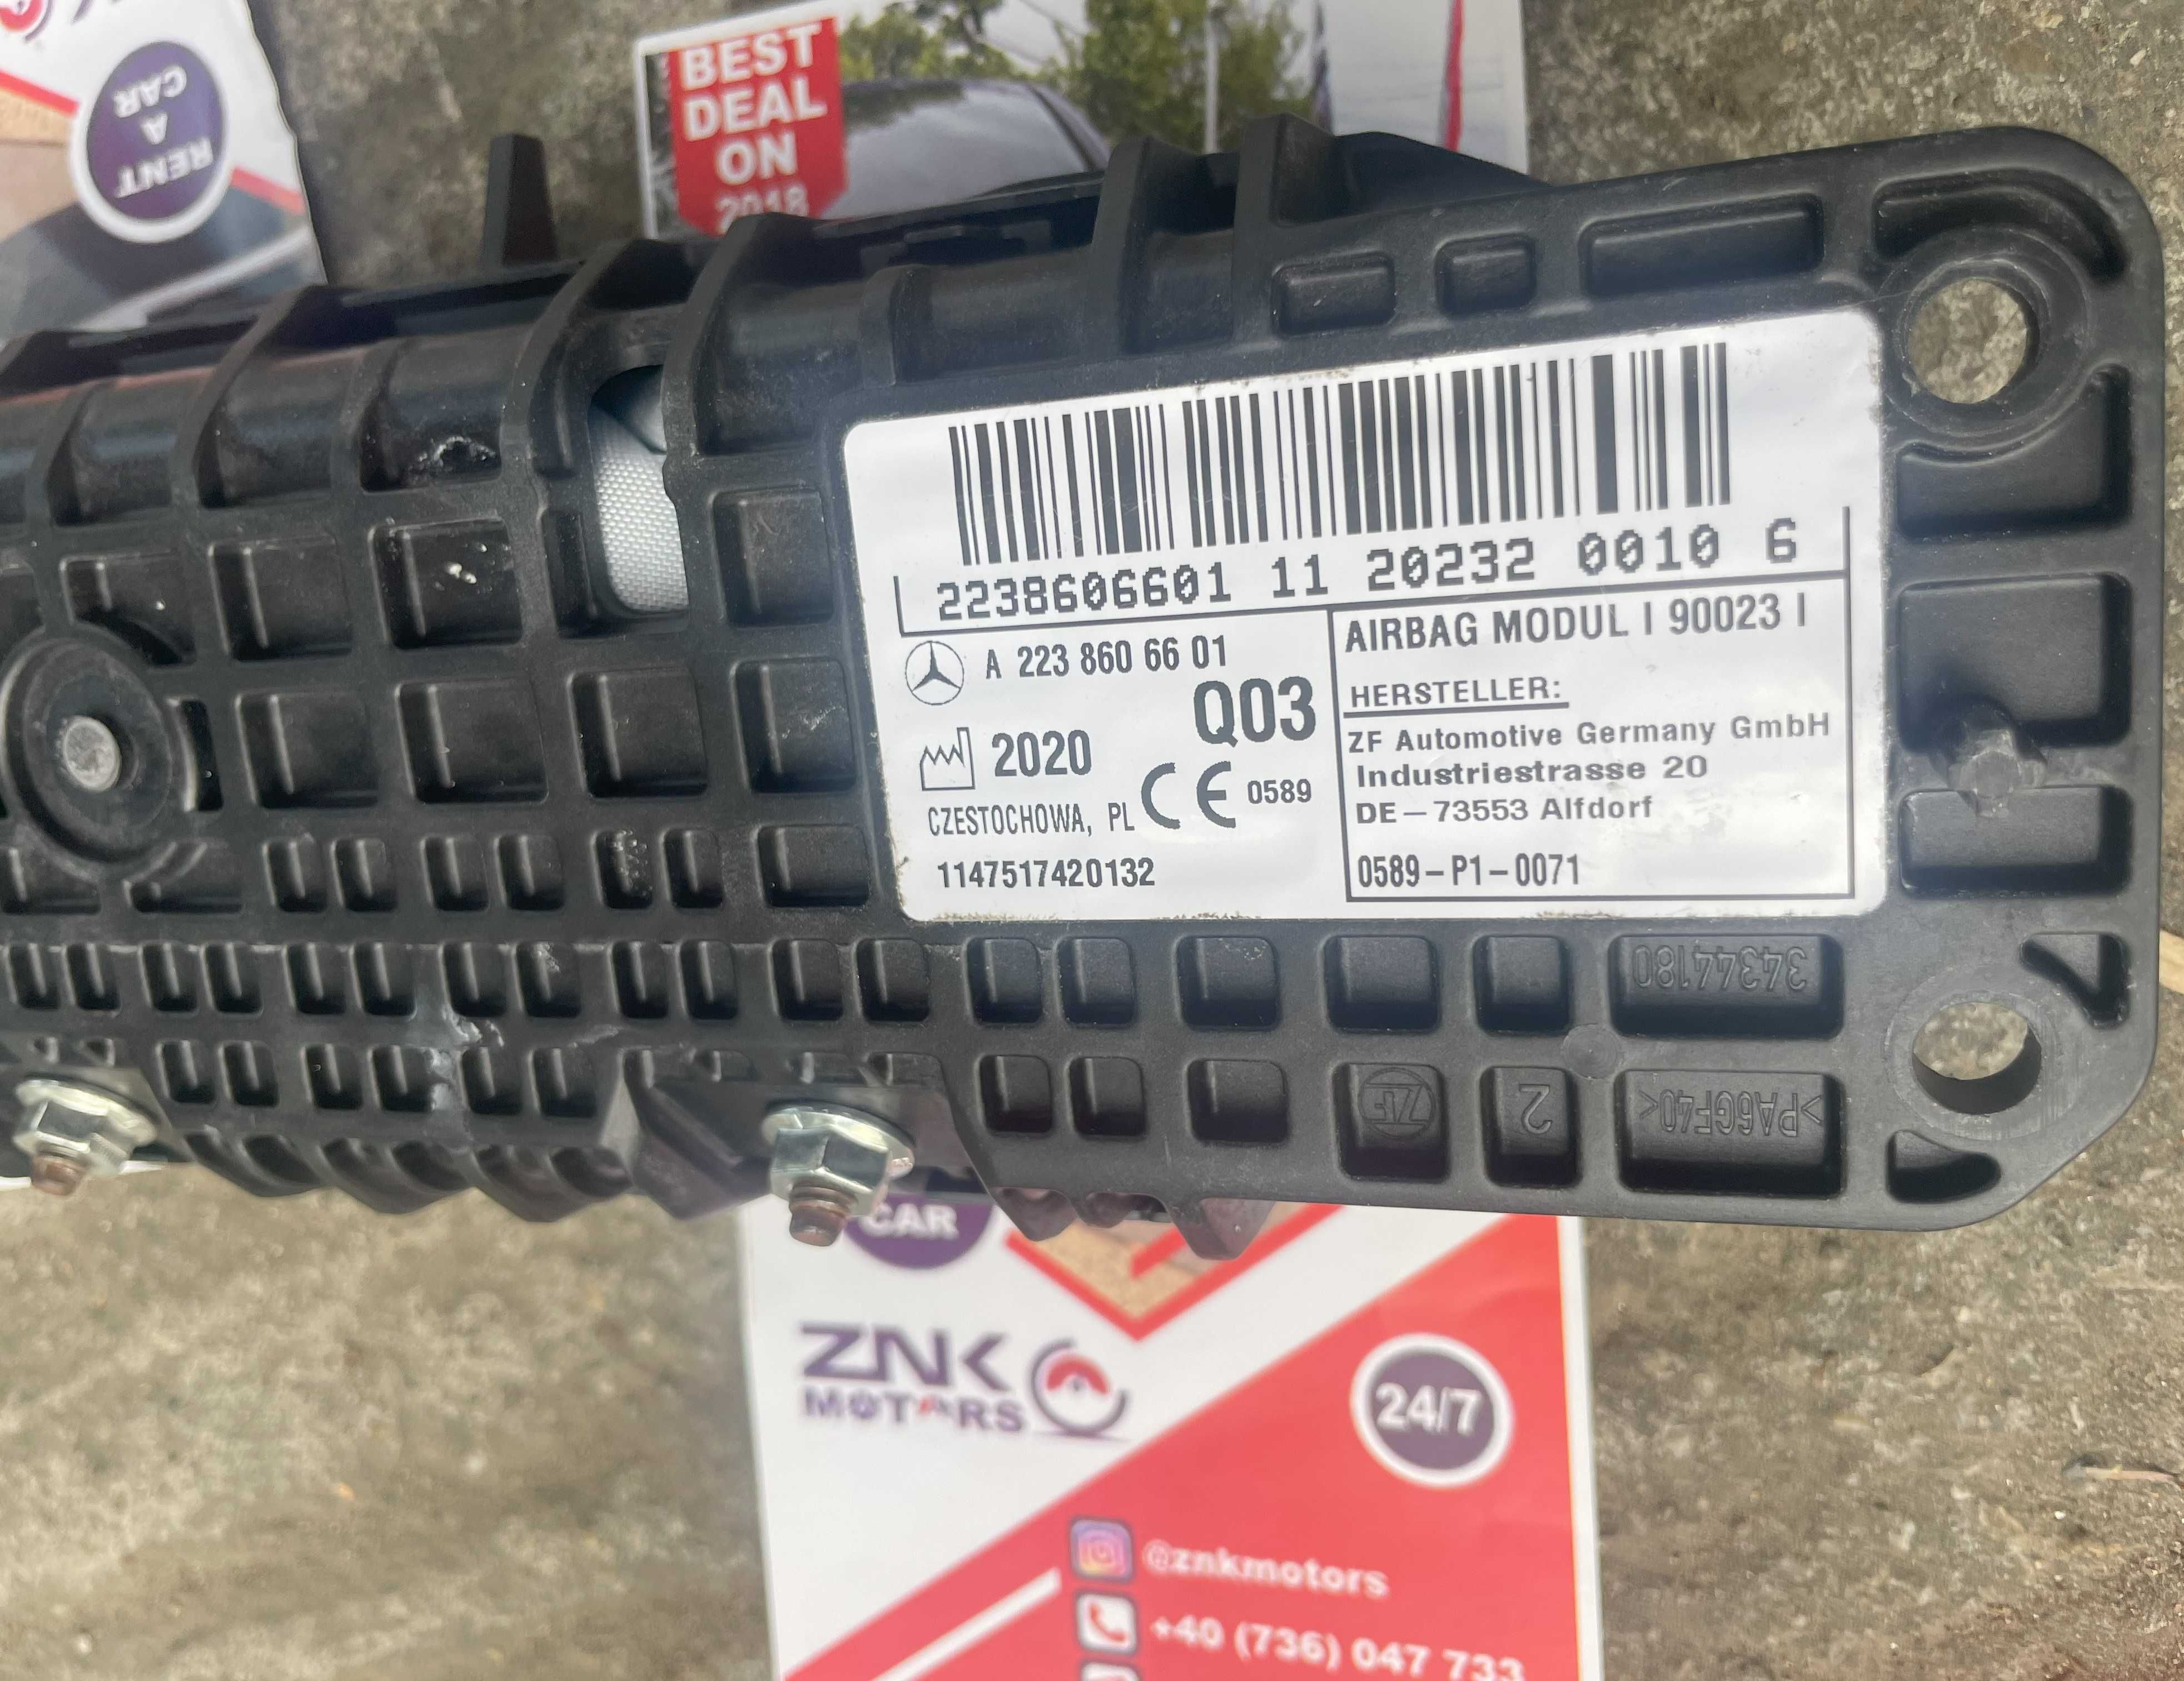 RENT
A
CAR
BEST
DEAL
ON
2018
2238606601 11 20232 0010 6
A 223 860 66 01
Q03
2020
CE 0589
CZESTOCHOWA, PL
1147517420132
AIRBAG MODUL I 90023 I
HERSTELLER:
ZF Automotive Germany GmbH
Industriestrasse 20
DE-73553 Alfdorf
0589-P1-0071
34344180
ZF
2
>PA6GF40<
CAR
ZNK
MOTORS
24/7
@znkmotors
+40 (736) 047 733